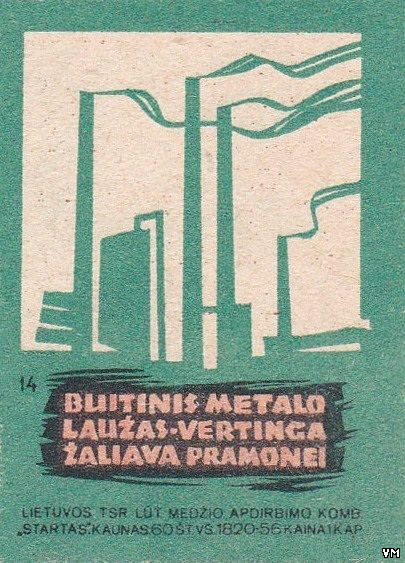 14
BUITINIS METALO
LAUŽAS-VERTINGA
ŽALIAVA PRAMONEI
LIETUVOS TSR LŪT MEDŽIO APDIRBIMO KOMB.
„STARTAS”. KAUNAS. 60 ŠT. VS. 1820-56 KAINA 1 KAP.
VM